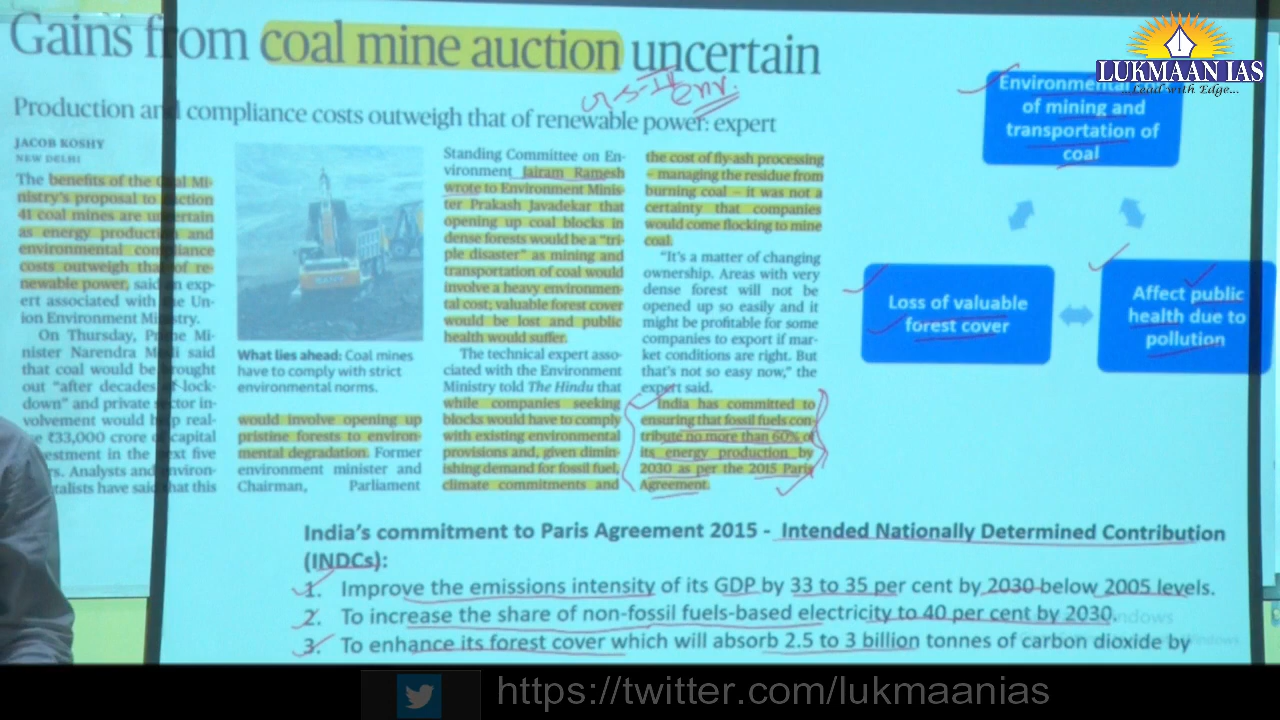 Gains from coal mine auction uncertain
Production and compliance costs outweigh that of renewable power: expert
JACOB KOSHY
NEW DELHI
The benefits of the Coal Mi-
nistry's proposal to auction
41 coal mines are uncertain
as energy production and
environmental compliance
costs outweigh that of re-
newable power, said an exp-
ert associated with the Un-
ion Environment Ministry.
On Thursday, Prime Mi-
nister Narendra Modi said
that coal would be brought
out "after decades of lock-
down" and private sector in-
volvement would help real-
₹33,000 crore of capital
estment in the next five
Analysts and environ-
talists have said that this
What lies ahead: Coal mines
have to comply with strict
environmental norms.
would involve opening up
pristine forests to environ-
mental degradation. Former
environment minister and
Chairman, Parliament
Standing Committee on En-
vironment Jairam Ramesh
wrote to Environment Minis-
ter Prakash Javadekar that
opening up coal blocks in
dense forests would be a "tri-
ple disaster" as mining and
transportation of coal would
involve a heavy environmen-
tal cost; valuable forest cover
would be lost and public
health would suffer.
The technical expert asso-
ciated with the Environment
Ministry told The Hindu that
while companies seeking
blocks would have to comply
with existing environmental
provisions and, given dimin-
ishing demand for fossil fuel,
climate commitments and
the cost of fly-ash processing
– managing the residue from
burning coal – it was not a
certainty that companies
would come flocking to mine
coal.
"It's a matter of changing
ownership. Areas with very
dense forest will not be
opened up so easily and it
might be profitable for some
companies to export if mar-
ket conditions are right. But
that's not so easy now," the
expert said.
India has committed to
ensuring that fossil fuels con-
tribute no more than 60% of
its energy production by
2030 as per the 2015 Paris
Agreement.
LUKMAAN IAS
...Lead with Edge...
Environmental
of mining and
transportation of
coal
Loss of valuable
forest cover
Affect public
health due to
pollution
India's commitment to Paris Agreement 2015 - Intended Nationally Determined Contribution
(INDCs):
1. Improve the emissions intensity of its GDP by 33 to 35 per cent by 2030 below 2005 levels.
2. To increase the share of non-fossil fuels-based electricity to 40 per cent by 2030.
3. To enhance its forest cover which will absorb 2.5 to 3 billion tonnes of carbon dioxide by
https://twitter.com/lukmaanias